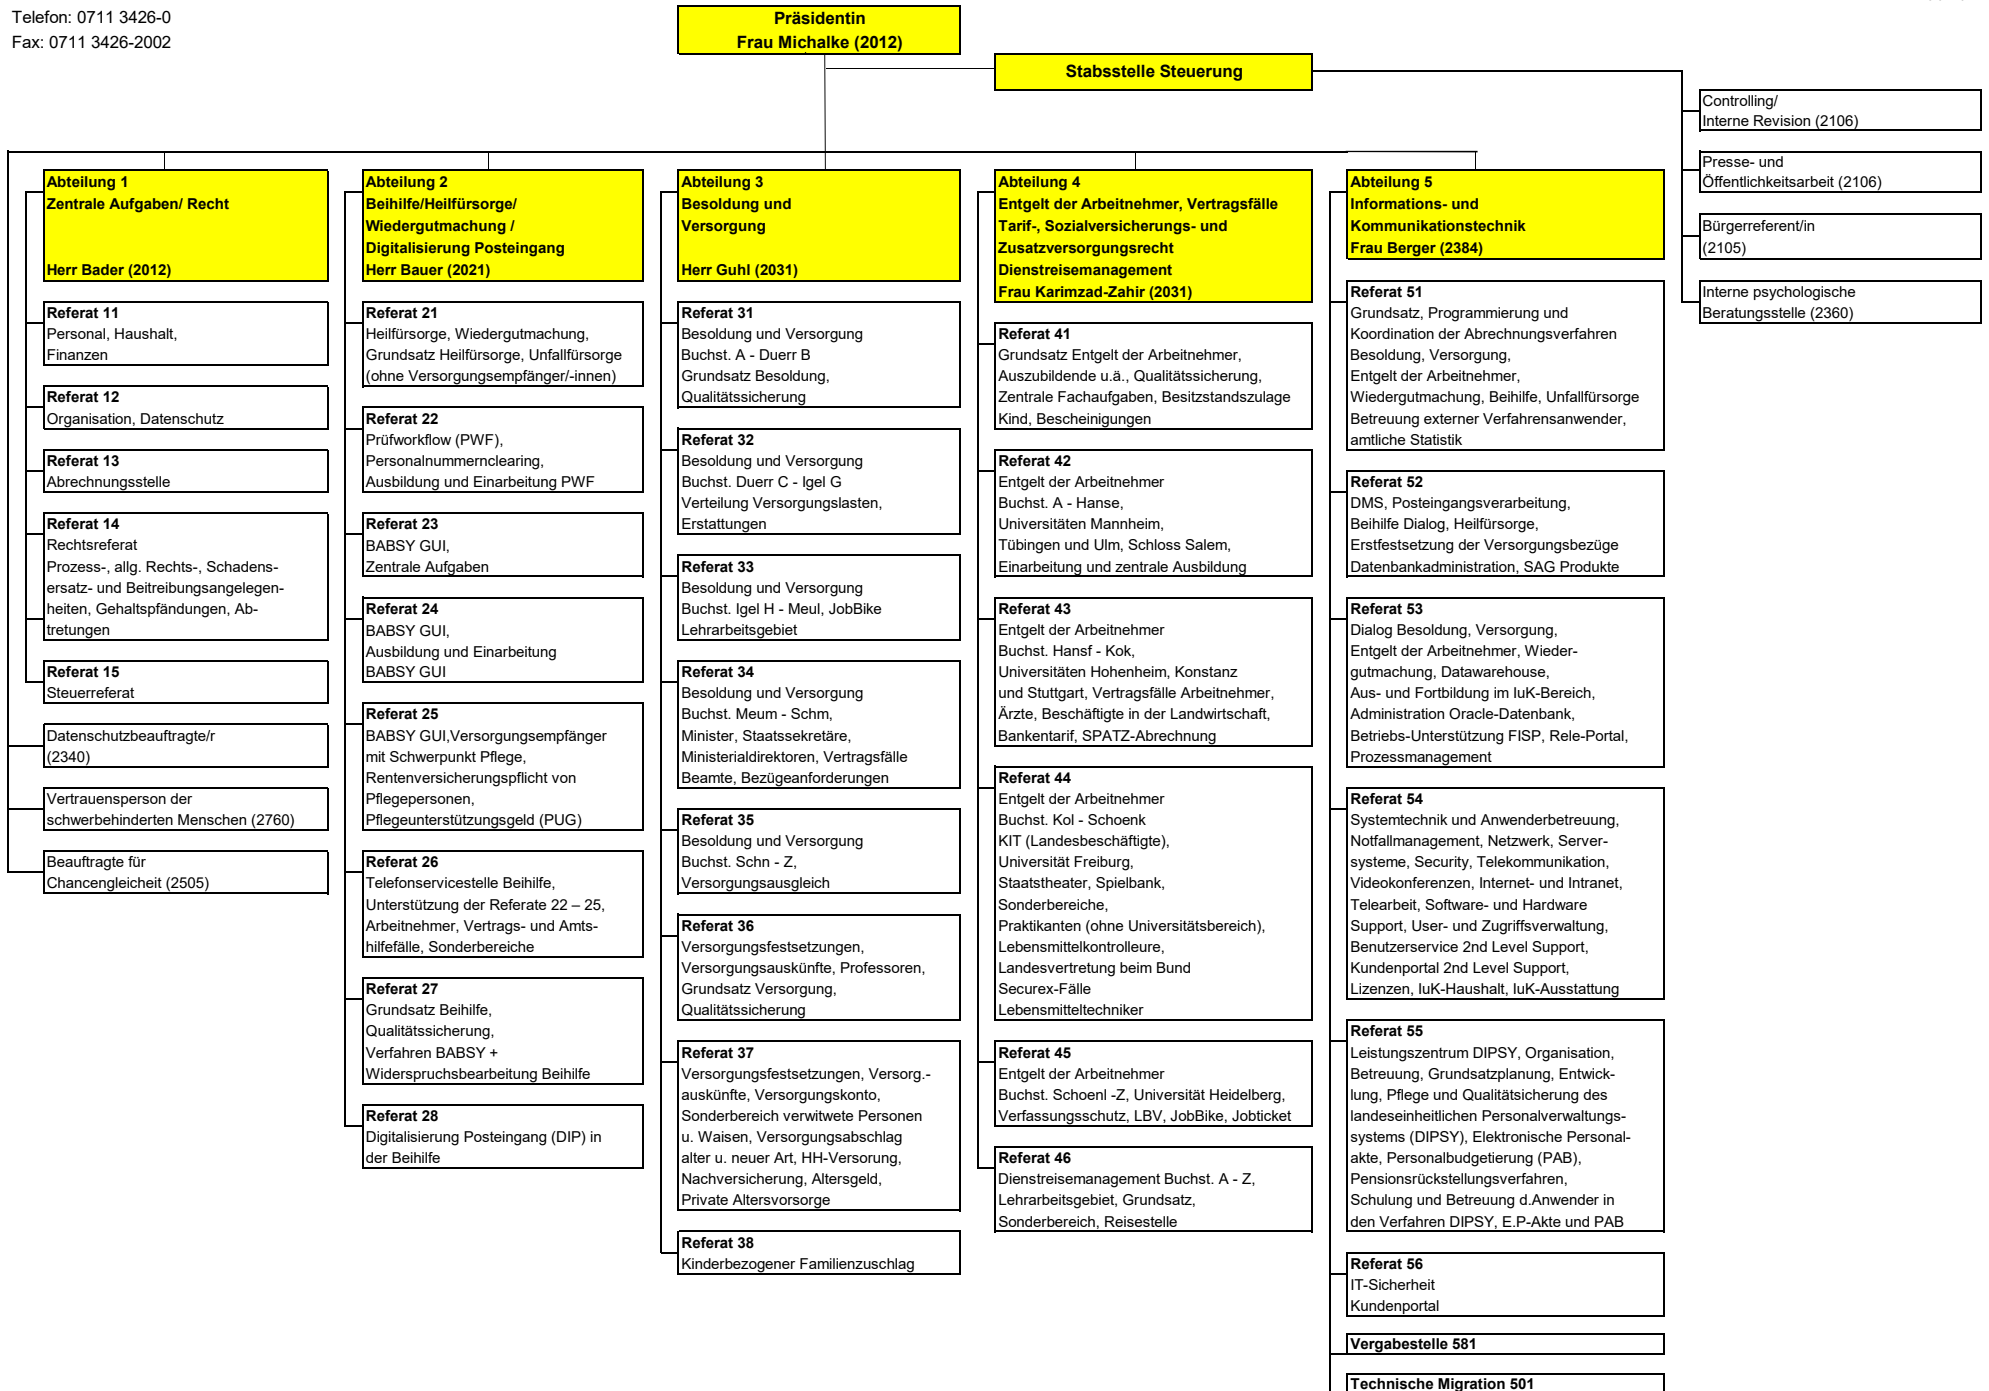 Telefon: 0711 3426-0
Fax: 0711 3426-2002
Präsidentin
Frau Michalke (2012)
Stabsstelle Steuerung
Controlling/
Interne Revision (2106)
Presse- und
Öffentlichkeitsarbeit (2106)
Bürgerreferent/in
(2105)
Interne psychologische
Beratungsstelle (2360)
Abteilung 1
Zentrale Aufgaben/ Recht
Herr Bader (2012)
Referat 11
Personal, Haushalt,
Finanzen
Referat 12
Organisation, Datenschutz
Referat 13
Abrechnungsstelle
Referat 14
Rechtsreferat
Prozess-, allg. Rechts-, Schadens-
ersatz- und Beitreibungsangelegen-
heiten, Gehaltspfändungen, Ab-
tretungen
Referat 15
Steuerreferat
Datenschutzbeauftragte/r
(2340)
Vertrauensperson der
schwerbehinderten Menschen (2760)
Beauftragte für
Chancengleicheit (2505)
Abteilung 2
Beihilfe/Heilfürsorge/
Wiedergutmachung /
Digitalisierung Posteingang
Herr Bauer (2021)
Referat 21
Heilfürsorge, Wiedergutmachung,
Grundsatz Heilfürsorge, Unfallfürsorge
(ohne Versorgungsempfänger/-innen)
Referat 22
Prüfworkflow (PWF),
Personalnummernclearing,
Ausbildung und Einarbeitung PWF
Referat 23
BABSY GUI,
Zentrale Aufgaben
Referat 24
BABSY GUI,
Ausbildung und Einarbeitung
BABSY GUI
Referat 25
BABSY GUI,Versorgungsempfänger
mit Schwerpunkt Pflege,
Rentenversicherungspflicht von
Pflegepersonen,
Pflegeunterstützungsgeld (PUG)
Referat 26
Telefonservicestelle Beihilfe,
Unterstützung der Referate 22 – 25,
Arbeitnehmer, Vertrags- und Amts-
hilfefälle, Sonderbereiche
Referat 27
Grundsatz Beihilfe,
Qualitätssicherung,
Verfahren BABSY +
Widerspruchsbearbeitung Beihilfe
Referat 28
Digitalisierung Posteingang (DIP) in
der Beihilfe
Abteilung 3
Besoldung und
Versorgung
Herr Guhl (2031)
Referat 31
Besoldung und Versorgung
Buchst. A - Duerr B
Grundsatz Besoldung,
Qualitätssicherung
Referat 32
Besoldung und Versorgung
Buchst. Duerr C - Igel G
Verteilung Versorgungslasten,
Erstattungen
Referat 33
Besoldung und Versorgung
Buchst. Igel H - Meul, JobBike
Lehrarbeitsgebiet
Referat 34
Besoldung und Versorgung
Buchst. Meum - Schm,
Minister, Staatssekretäre,
Ministerialdirektoren, Vertragsfälle
Beamte, Bezügeanforderungen
Referat 35
Besoldung und Versorgung
Buchst. Schn - Z,
Versorgungsausgleich
Referat 36
Versorgungsfestsetzungen,
Versorgungsauskünfte, Professoren,
Grundsatz Versorgung,
Qualitätssicherung
Referat 37
Versorgungsfestsetzungen, Versorg.-
auskünfte, Versorgungskonto,
Sonderbereich verwitwete Personen
u. Waisen, Versorgungsabschlag
alter u. neuer Art, HH-Versorung,
Nachversicherung, Altersgeld,
Private Altersvorsorge
Referat 38
Kinderbezogener Familienzuschlag
Abteilung 4
Entgelt der Arbeitnehmer, Vertragsfälle
Tarif-, Sozialversicherungs- und
Zusatzversorgungsrecht
Dienstreisemanagement
Frau Karimzad-Zahir (2031)
Referat 41
Grundsatz Entgelt der Arbeitnehmer,
Auszubildende u.ä., Qualitätssicherung,
Zentrale Fachaufgaben, Besitzstandszulage
Kind, Bescheinigungen
Referat 42
Entgelt der Arbeitnehmer
Buchst. A - Hanse,
Universitäten Mannheim,
Tübingen und Ulm, Schloss Salem,
Einarbeitung und zentrale Ausbildung
Referat 43
Entgelt der Arbeitnehmer
Buchst. Hansf - Kok,
Universitäten Hohenheim, Konstanz
und Stuttgart, Vertragsfälle Arbeitnehmer,
Ärzte, Beschäftigte in der Landwirtschaft,
Bankentarif, SPATZ-Abrechnung
Referat 44
Entgelt der Arbeitnehmer
Buchst. Kol - Schoenk
KIT (Landesbeschäftigte),
Universität Freiburg,
Staatstheater, Spielbank,
Sonderbereiche,
Praktikanten (ohne Universitätsbereich),
Lebensmittelkontrolleure,
Landesvertretung beim Bund
Securex-Fälle
Lebensmitteltechniker
Referat 45
Entgelt der Arbeitnehmer
Buchst. Schoenl -Z, Universität Heidelberg,
Verfassungsschutz, LBV, JobBike, Jobticket
Referat 46
Dienstreisemanagement Buchst. A - Z,
Lehrarbeitsgebiet, Grundsatz,
Sonderbereich, Reisestelle
Abteilung 5
Informations- und
Kommunikationstechnik
Frau Berger (2384)
Referat 51
Grundsatz, Programmierung und
Koordination der Abrechnungsverfahren
Besoldung, Versorgung,
Entgelt der Arbeitnehmer,
Wiedergutmachung, Beihilfe, Unfallfürsorge
Betreuung externer Verfahrensanwender,
amtliche Statistik
Referat 52
DMS, Posteingangsverarbeitung,
Beihilfe Dialog, Heilfürsorge,
Erstfestsetzung der Versorgungsbezüge
Datenbankadministration, SAG Produkte
Referat 53
Dialog Besoldung, Versorgung,
Entgelt der Arbeitnehmer, Wieder-
gutmachung, Datawarehouse,
Aus- und Fortbildung im IuK-Bereich,
Administration Oracle-Datenbank,
Betriebs-Unterstützung FISP, Rele-Portal,
Prozessmanagement
Referat 54
Systemtechnik und Anwenderbetreuung,
Notfallmanagement, Netzwerk, Server-
systeme, Security, Telekommunikation,
Videokonferenzen, Internet- und Intranet,
Telearbeit, Software- und Hardware
Support, User- und Zugriffsverwaltung,
Benutzerservice 2nd Level Support,
Kundenportal 2nd Level Support,
Lizenzen, IuK-Haushalt, IuK-Ausstattung
Referat 55
Leistungszentrum DIPSY, Organisation,
Betreuung, Grundsatzplanung, Entwick-
lung, Pflege und Qualitätsicherung des
landeseinheitlichen Personalverwaltungs-
systems (DIPSY), Elektronische Personal-
akte, Personalbudgetierung (PAB),
Pensionsrückstellungsverfahren,
Schulung und Betreuung d.Anwender in
den Verfahren DIPSY, E.P-Akte und PAB
Referat 56
IT-Sicherheit
Kundenportal
Vergabestelle 581
Technische Migration 501